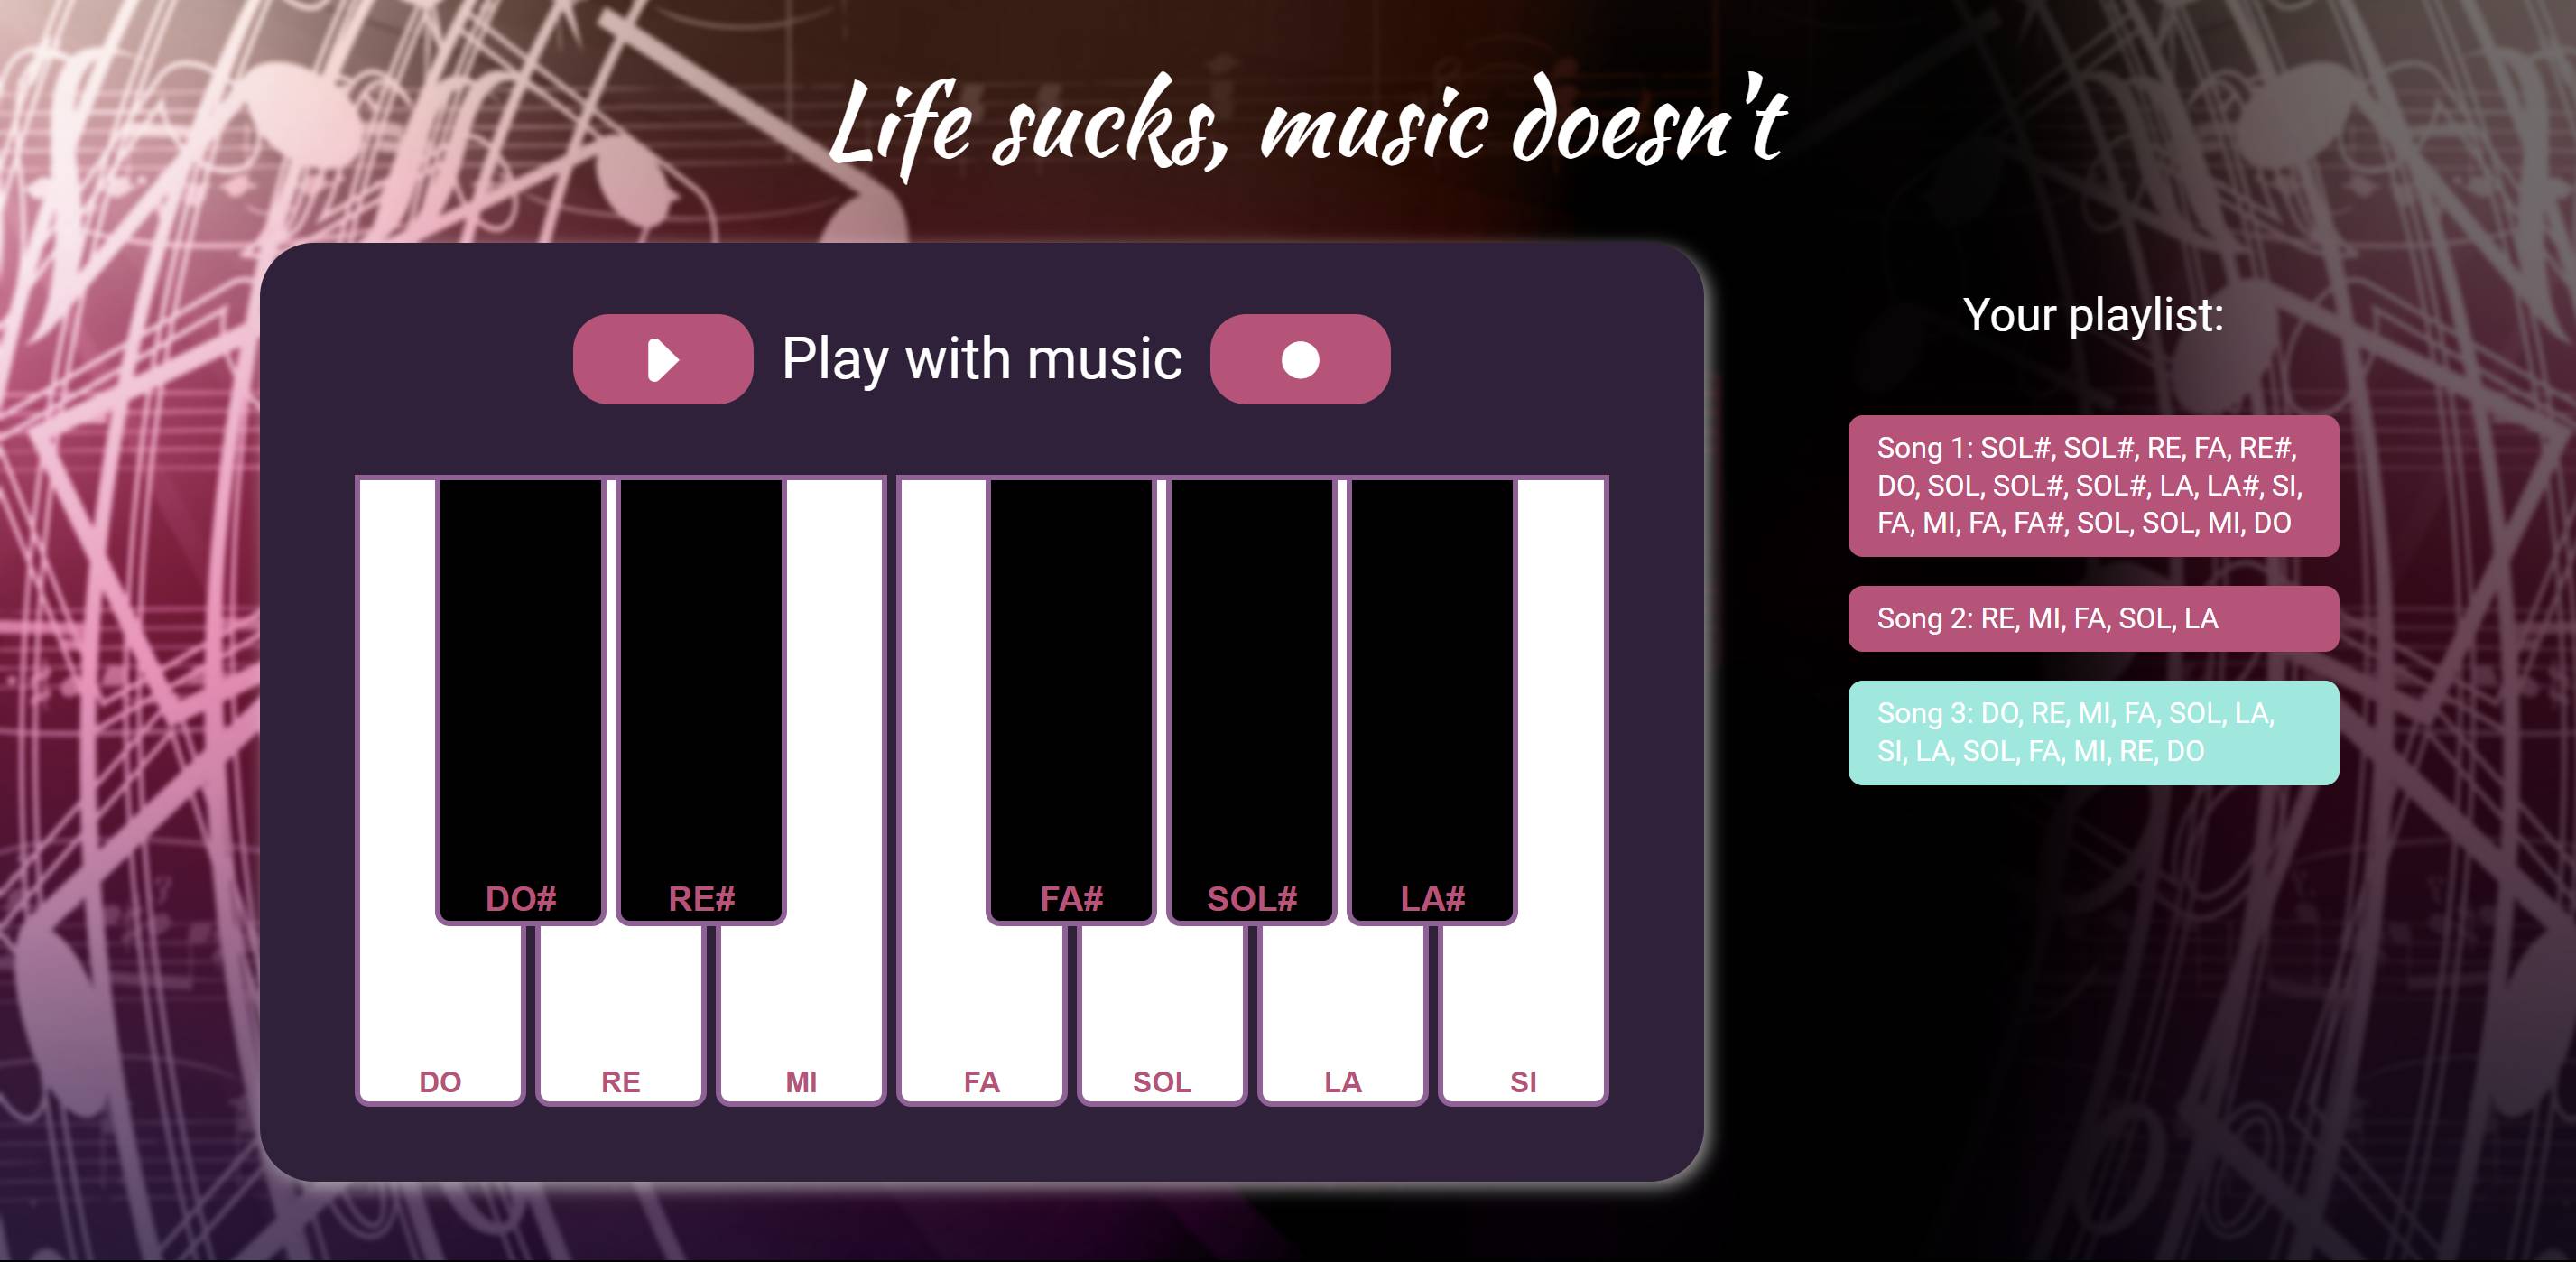 Life sucks, music doesn't
Play with music
DO#
RE#
FA#
SOL#
LA#
DO
RE
MI
FA
SOL
LA
SI
Your playlist:
Song 1: SOL#, SOL#, RE, FA, RE#,
DO, SOL, SOL#, SOL#, LA, LA#, SI,
FA, MI, FA, FA#, SOL, SOL, MI, DO
Song 2: RE, MI, FA, SOL, LA
Song 3: DO, RE, MI, FA, SOL, LA,
SI, LA, SOL, FA, MI, RE, DO